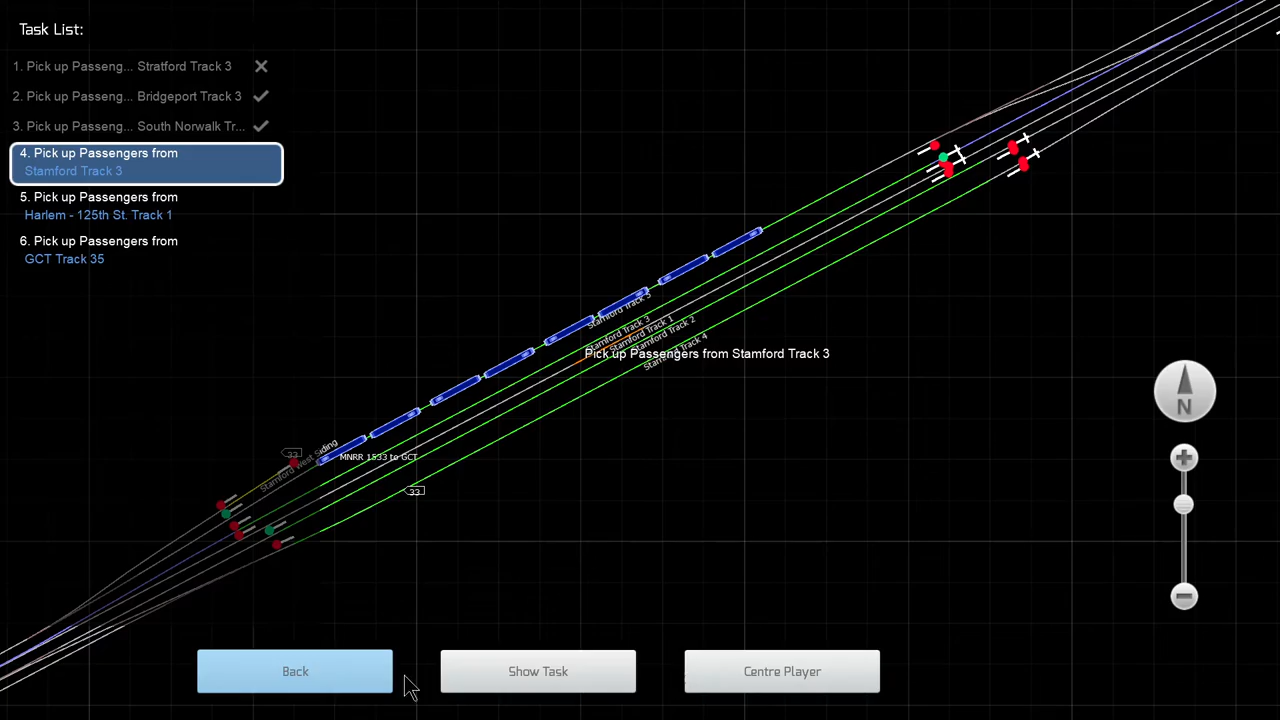 Task List:
1. Pick up Passeng... Stratford Track 3
2. Pick up Passeng... Bridgeport Track 3
3. Pick up Passeng... South Norwalk Tr...
4. Pick up Passengers from
Stamford Track 3
5. Pick up Passengers from
Harlem - 125th St. Track 1
6. Pick up Passengers from
GCT Track 35
Stamford Track 5
Stamford Track 3
Stamford Track 1
Stamford Track 2
Stamford Track 4
Pick up Passengers from Stamford Track 3
33
Stamford West Siding
MNRR 1533 to GCT
33
N
Back
Show Task
Centre Player